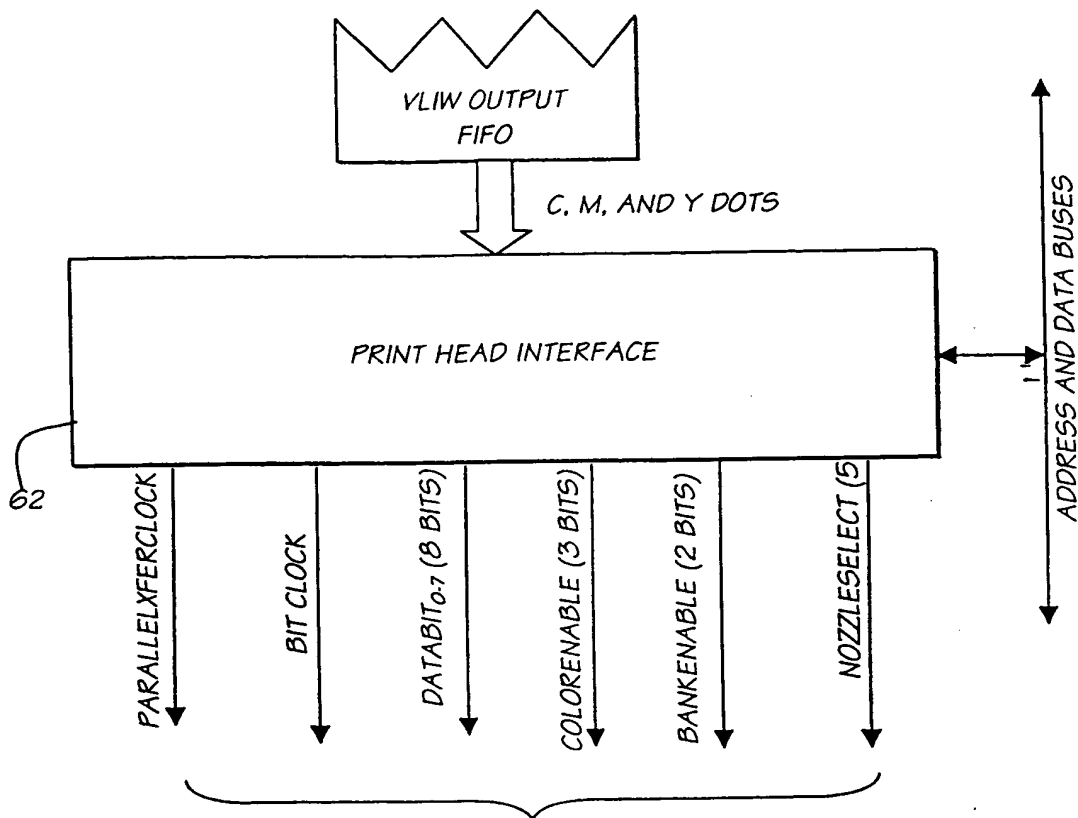 VLIW OUTPUT
FIFO
C, M, AND Y DOTS
PRINT HEAD INTERFACE
62
PARALLELXFERCLOCK
BIT CLOCK
DATABIT0-7 (8 BITS)
COLORENABLE (3 BITS)
BANKENABLE (2 BITS)
NOZZLESELECT (5
ADDRESS AND DATA BUSES